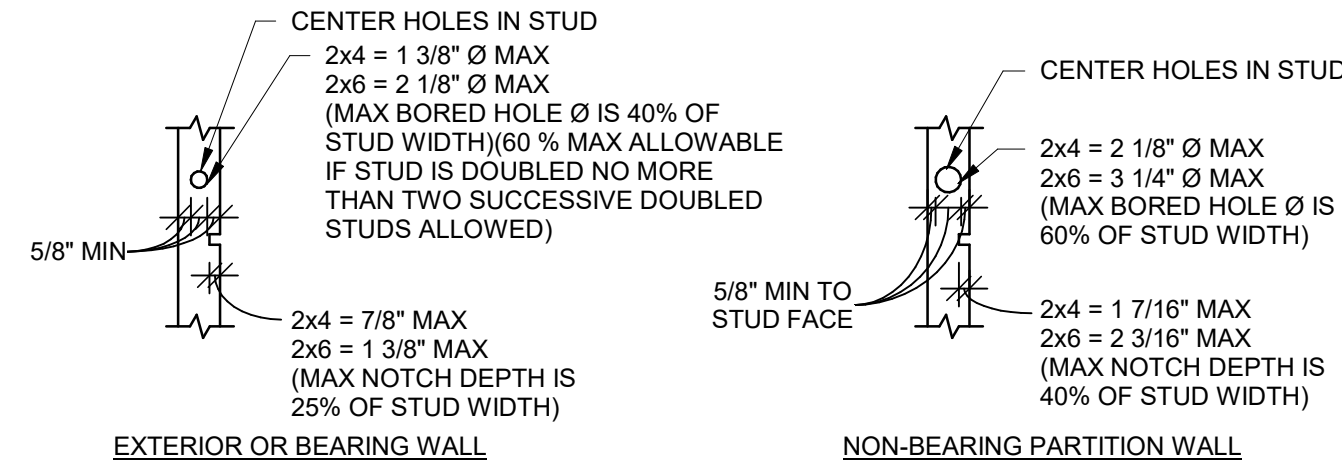 CENTER HOLES IN STUD
2x4 = 1 3/8" Ø MAX
2x6 = 2 1/8" Ø MAX
(MAX BORED HOLE Ø IS 40% OF
STUD WIDTH)(60 % MAX ALLOWABLE
IF STUD IS DOUBLED NO MORE
THAN TWO SUCCESSIVE DOUBLED
STUDS ALLOWED)
5/8" MIN
2x4 = 7/8" MAX
2x6 = 1 3/8" MAX
(MAX NOTCH DEPTH IS
25% OF STUD WIDTH)
EXTERIOR OR BEARING WALL
CENTER HOLES IN STUD
2x4 = 2 1/8" Ø MAX
2x6 = 3 1/4" Ø MAX
(MAX BORED HOLE Ø IS
60% OF STUD WIDTH)
5/8" MIN TO
STUD FACE
2x4 = 1 7/16" MAX
2x6 = 2 3/16" MAX
(MAX NOTCH DEPTH IS
40% OF STUD WIDTH)
NON-BEARING PARTITION WALL